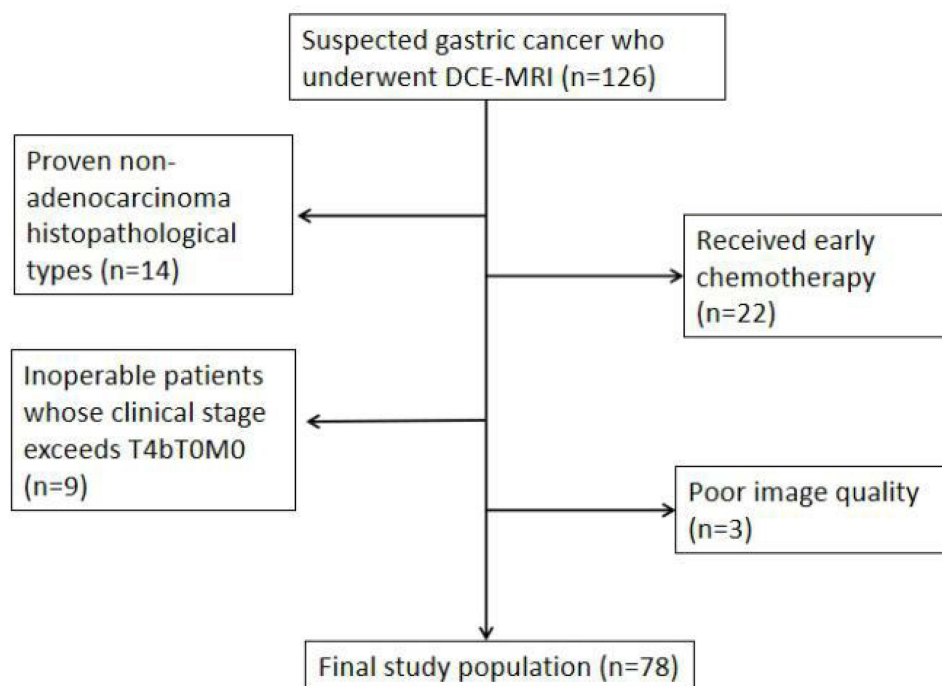 Suspected gastric cancer who
underwent DCE-MRI (n=126)
Proven non-
adenocarcinoma
histopathological
types (n=14)
Received early
chemotherapy
(n=22)
Inoperable patients
whose clinical stage
exceeds T4bT0M0
(n=9)
Poor image quality
(n=3)
Final study population (n=78)